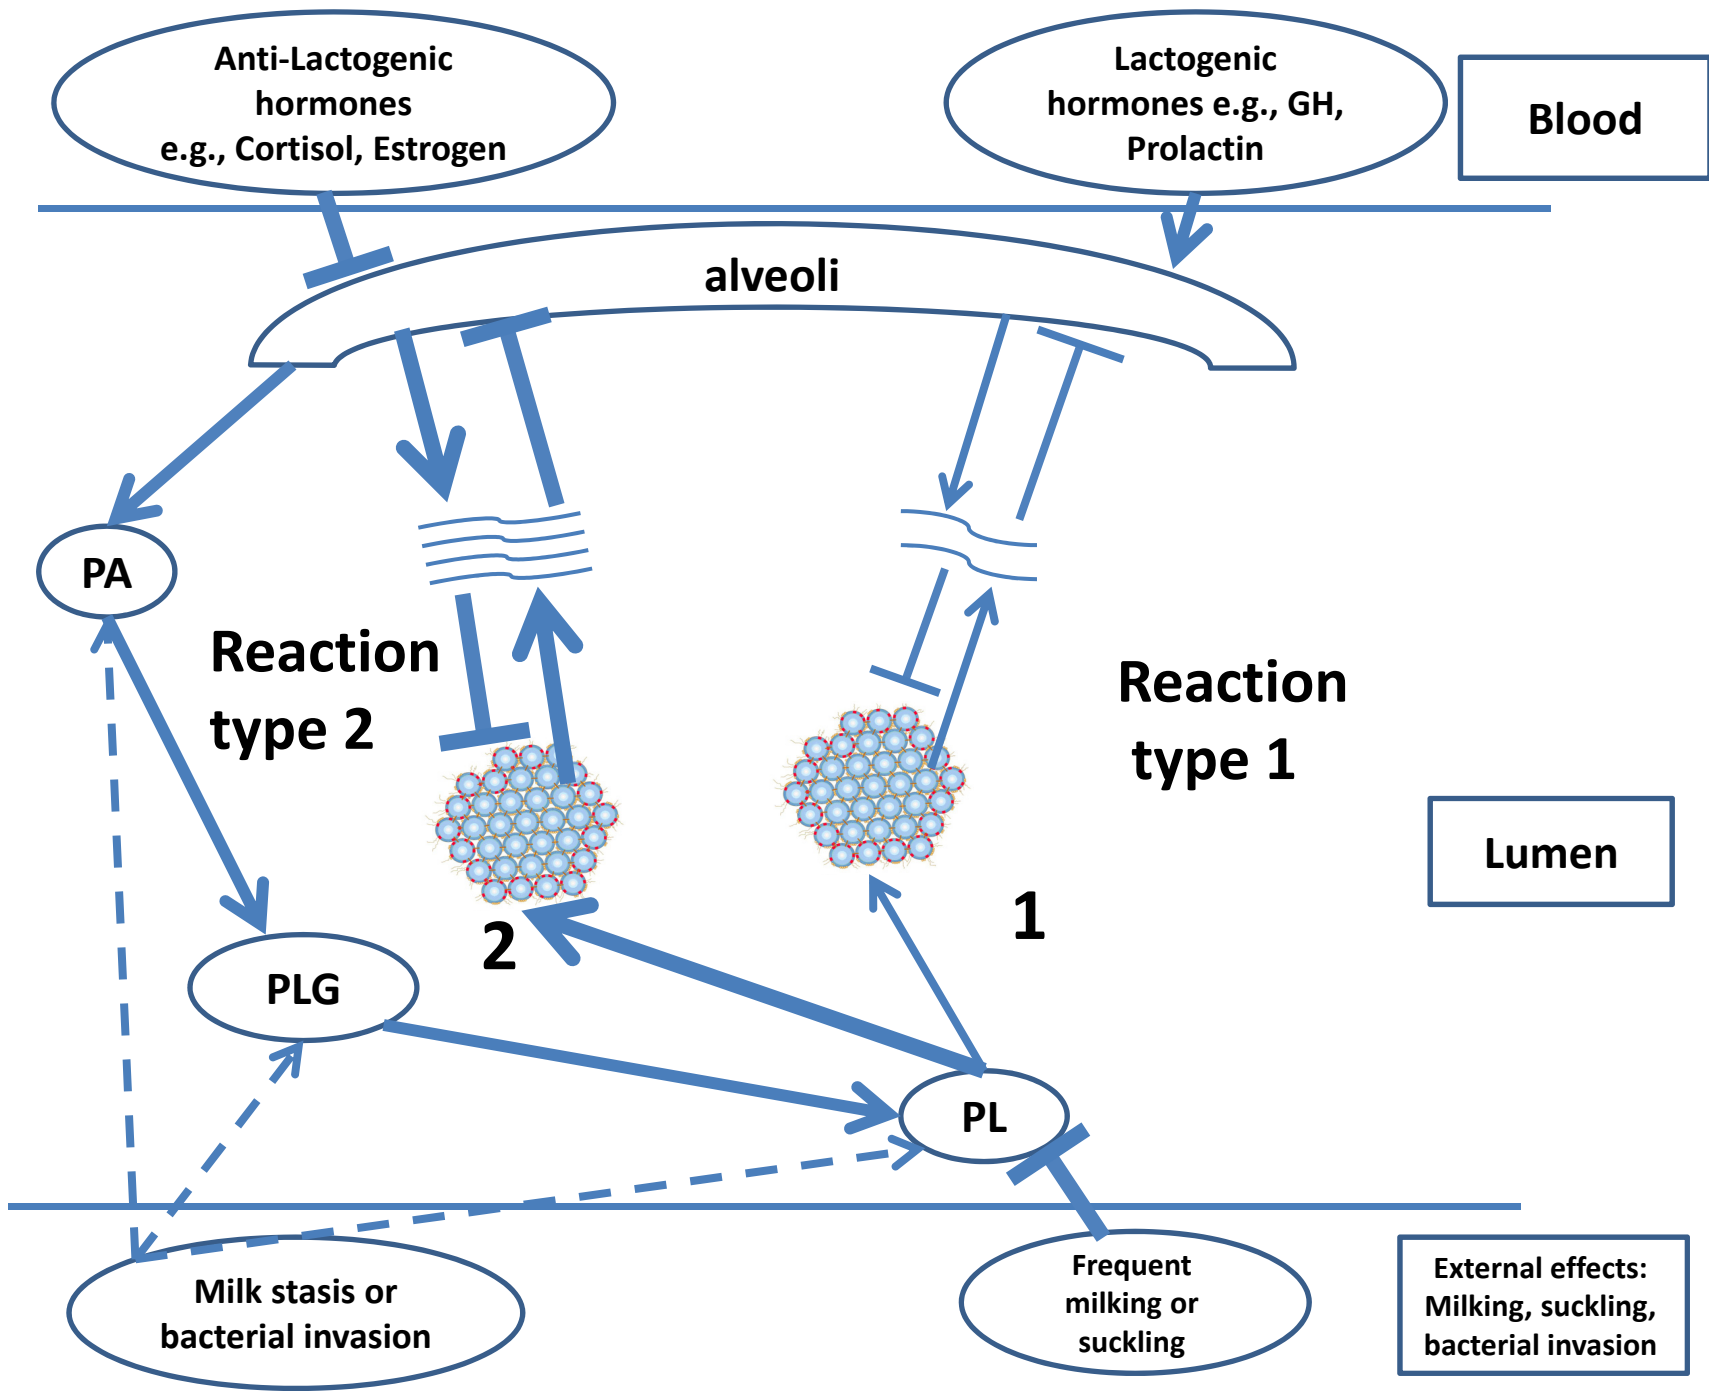 Anti-Lactogenic
hormones
e.g., Cortisol, Estrogen
Lactogenic
hormones e.g., GH,
Prolactin
Blood
alveoli
PA
Reaction
type 2
Reaction
type 1
Lumen
2
1
PLG
PL
Milk stasis or
bacterial invasion
Frequent
milking or
suckling
External effects:
Milking, suckling,
bacterial invasion